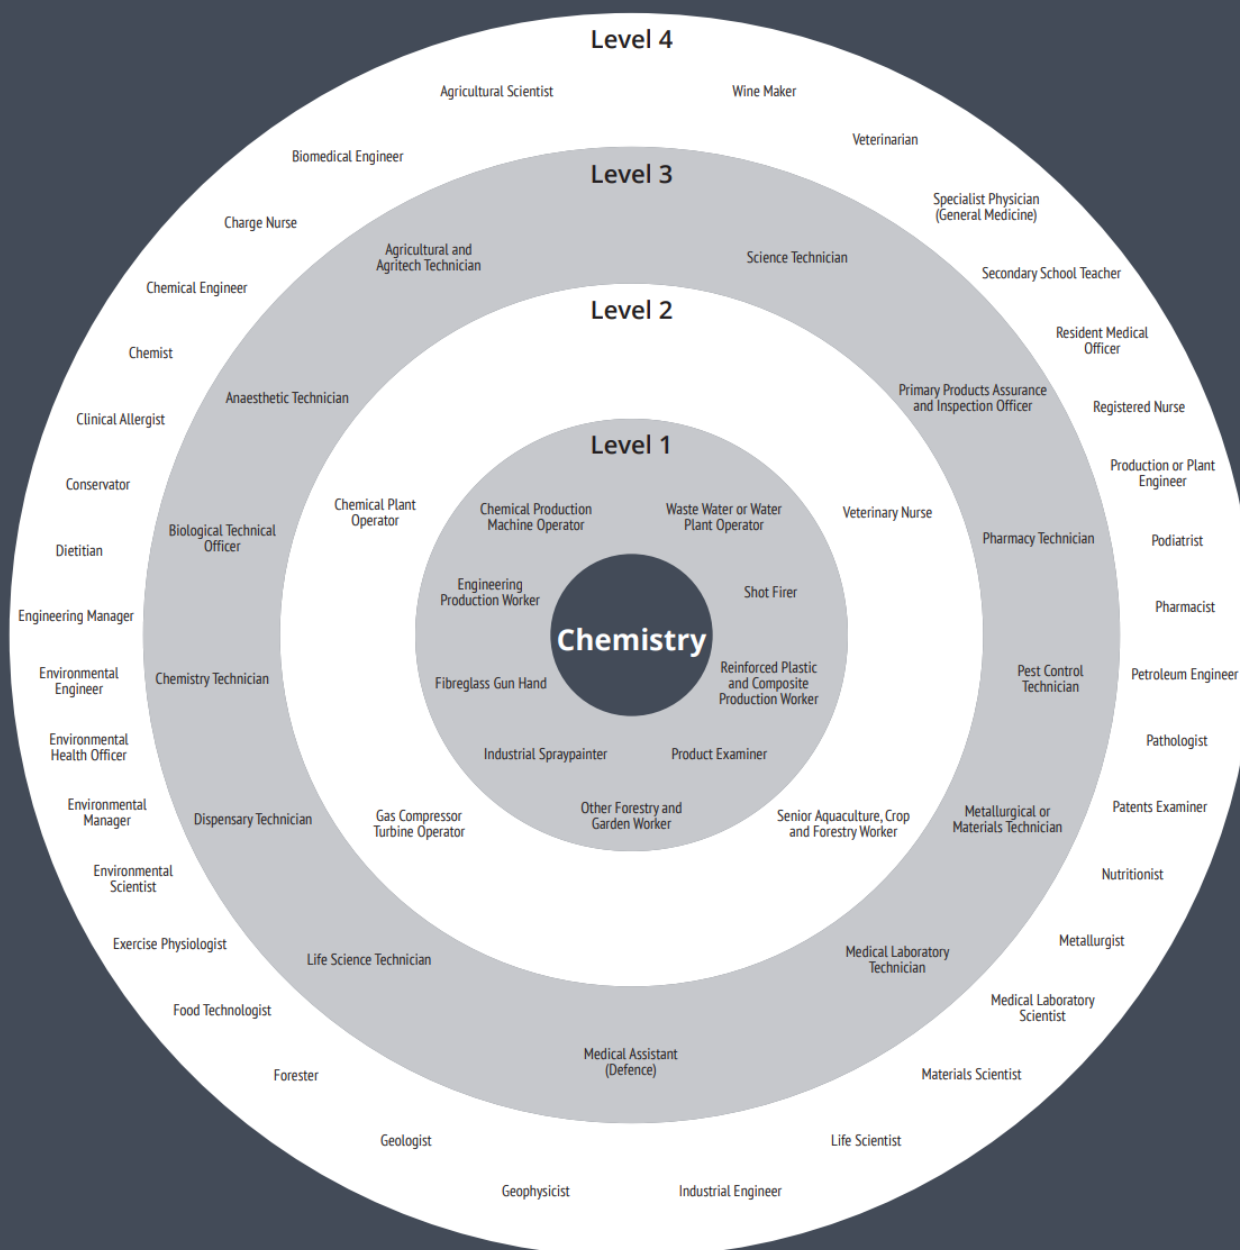 Level 4
Agricultural Scientist
Wine Maker
Veterinarian
Specialist Physician
(General Medicine)
Secondary School Teacher
Resident Medical
Officer
Registered Nurse
Production or Plant
Engineer
Podiatrist
Pharmacist
Petroleum Engineer
Pathologist
Patents Examiner
Nutritionist
Metallurgist
Medical Laboratory
Scientist
Materials Scientist
Life Scientist
Industrial Engineer
Geophysicist
Geologist
Forester
Food Technologist
Exercise Physiologist
Environmental
Scientist
Environmental
Manager
Environmental
Health Officer
Environmental
Engineer
Engineering Manager
Dietitian
Conservator
Clinical Allergist
Chemist
Chemical Engineer
Charge Nurse
Biomedical Engineer
Level 3
Agricultural and
Agritech Technician
Science Technician
Primary Products Assurance
and Inspection Officer
Pharmacy Technician
Pest Control
Technician
Metallurgical or
Materials Technician
Medical Laboratory
Technician
Medical Assistant
(Defence)
Life Science Technician
Dispensary Technician
Chemistry Technician
Biological Technical
Officer
Anaesthetic Technician
Level 2
Chemical Plant
Operator
Veterinary Nurse
Senior Aquaculture, Crop
and Forestry Worker
Gas Compressor
Turbine Operator
Level 1
Chemical Production
Machine Operator
Waste Water or Water
Plant Operator
Shot Firer
Reinforced Plastic
and Composite
Production Worker
Product Examiner
Other Forestry and
Garden Worker
Industrial Spraypainter
Fibreglass Gun Hand
Engineering
Production Worker
Chemistry